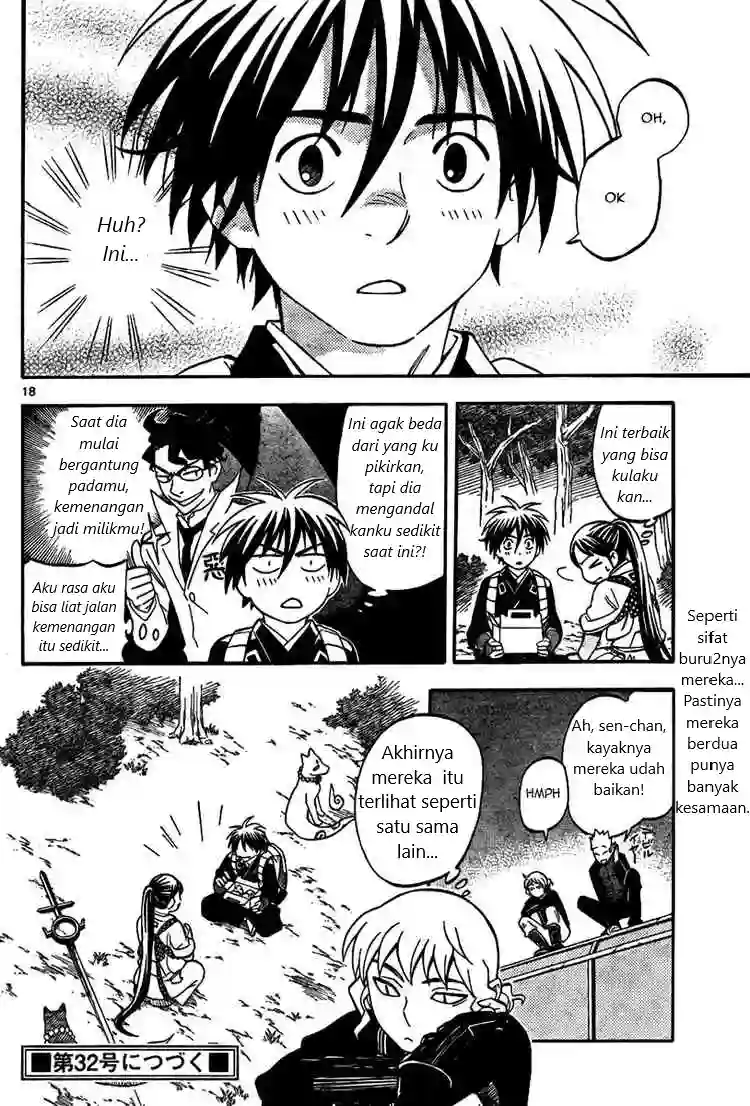 OH,
OK
Huh?
Ini...
18
Ini terbaik
yang bisa
kulaku
kan...
Ini agak beda
dari yang ku
pikirkan,
tapi dia
mengandal
kanku sedikit
saat ini?!
Saat dia
mulai
bergantung
padamu,
kemenangan
jadi milikmu!
Aku rasa aku
bisa liat jalan
kemenangan
itu sedikit...
Seperti
sifat
buru2nya
mereka...
Pastinya
mereka
berdua
punya
banyak
kesamaan.
Ah, sen-chan,
kayaknya
mereka udah
baikan!
HMPH
Akhirnya
mereka itu
terlihat seperti
satu sama
lain...
■第32号につづく■